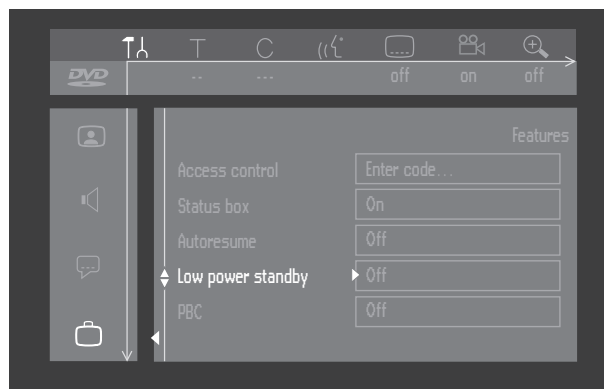 T C
DVD -- --- off on off
Features
Access control Enter code...
Status box On
Autoresume Off
Low power standby Off
PBC Off